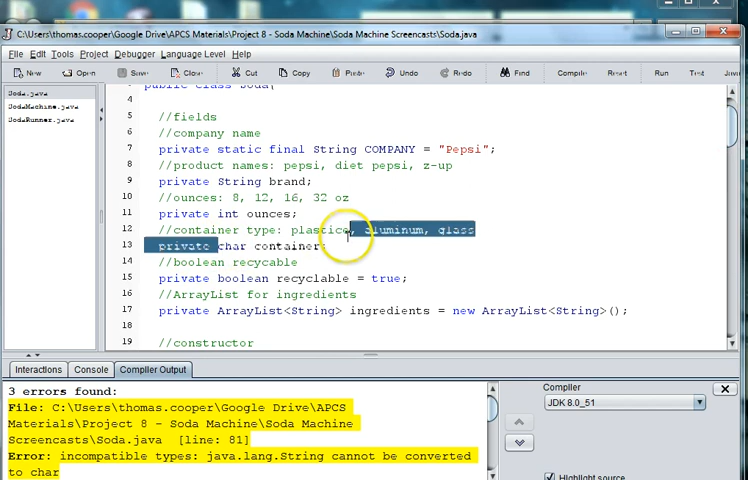 C:\Users\thomas.cooper\Google Drive\APCS Materials\Project 8 - Soda Machine\Soda Machine Screencasts\Soda.java
File Edit Tools Project Debugger Language Level Help
New Open Save Close Cut Copy Paste Undo Redo Find Compile Reset Run Test
Soda.java
SodaMachine.java
SodaRunner.java
public class Soda{
4
5 //fields
6 //company name
7 private static final String COMPANY = "Pepsi";
8 //product names: pepsi, diet pepsi, z-up
9 private String brand;
10 //ounces: 8, 12, 16, 32 oz
11 private int ounces;
12 //container type: plastic, aluminum, glass
13 private char container;
14 //boolean recycable
15 private boolean recyclable = true;
16 //ArrayList for ingredients
17 private ArrayList<String> ingredients = new ArrayList<String>();
18
19 //constructor
Interactions Console Compiler Output
3 errors found:
File: C:\Users\thomas.cooper\Google Drive\APCS
Materials\Project 8 - Soda Machine\Soda Machine
Screencasts\Soda.java [line: 81]
Error: incompatible types: java.lang.String cannot be converted
to char
Compiler
JDK 8.0_51
Highlight source